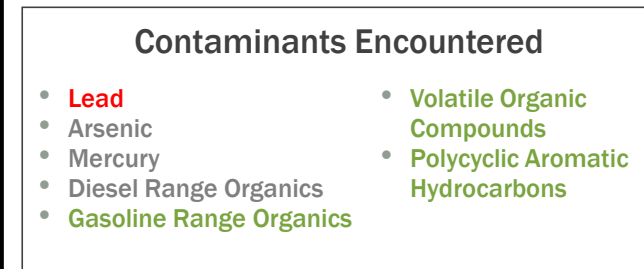 Contaminants Encountered
• Lead
• Arsenic
• Mercury
• Diesel Range Organics
• Gasoline Range Organics
• Volatile Organic
Compounds
• Polycyclic Aromatic
Hydrocarbons